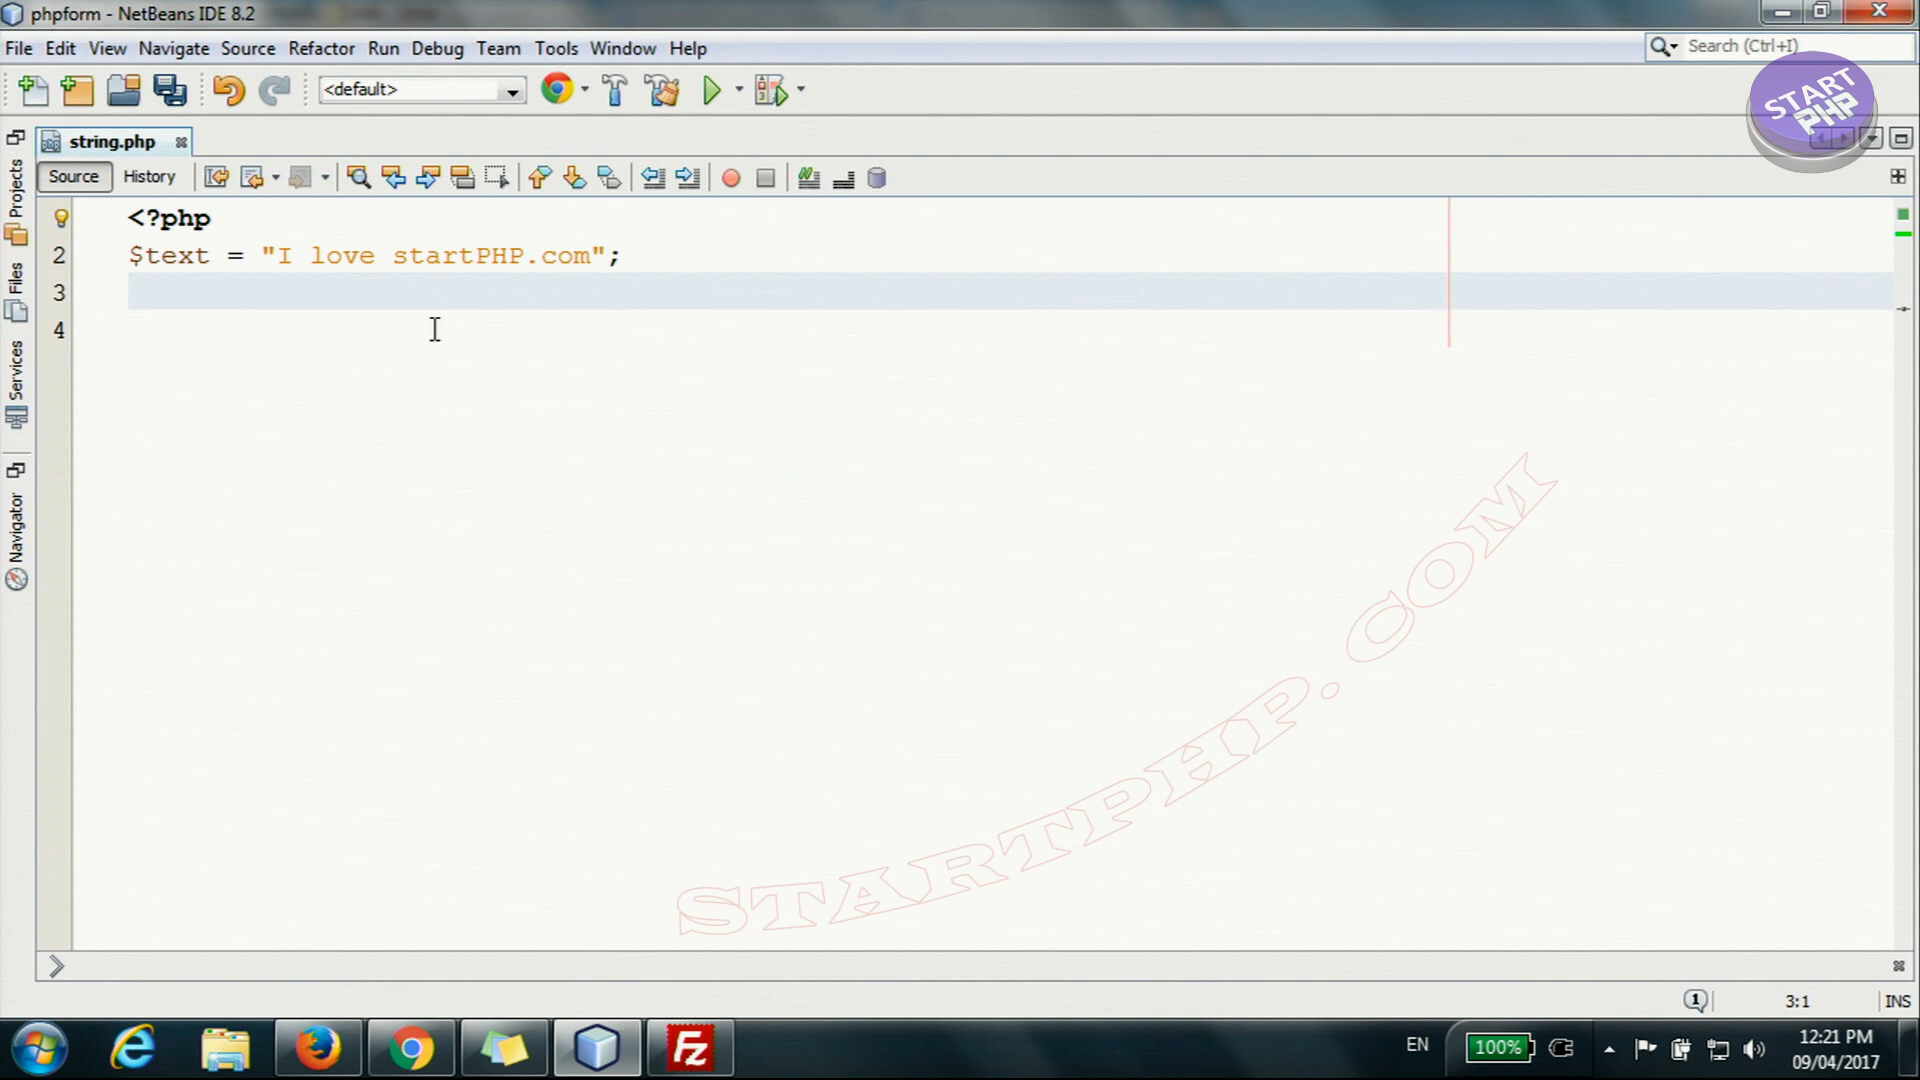 phpform - NetBeans IDE 8.2
File Edit View Navigate Source Refactor Run Debug Team Tools Window Help
Search (Ctrl+I)
<default>
START
PHP
string.php
Source History
Projects
Files
Services
Navigator
<?php
2 $text = "I love startPHP.com";
3
4
STARTPHP.COM
1
3:1
INS
EN
100%
12:21 PM
09/04/2017